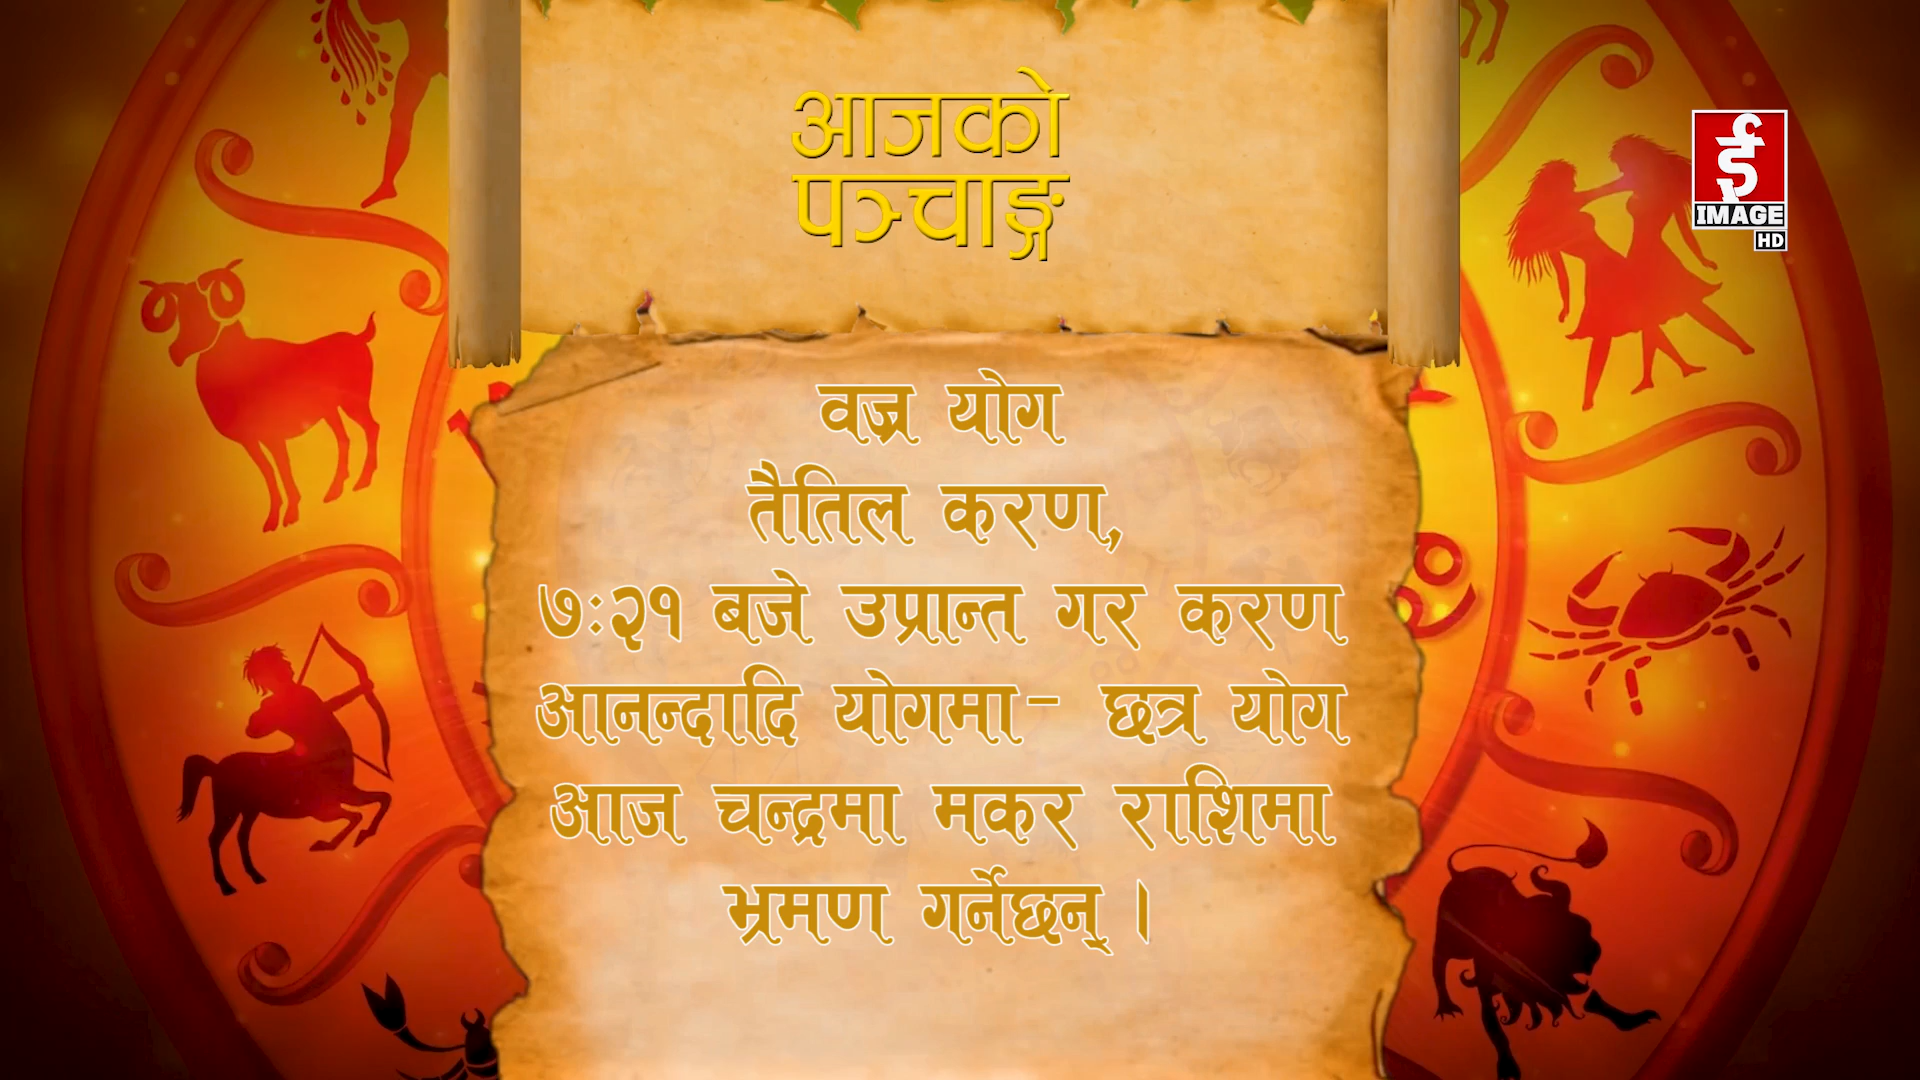 आजको
पञ्चाङ्ग
ई
IMAGE
HD
वज्र योग
तैतिल करण,
७:२१ बजे उप्रान्त गर करण
आनन्दादि योगमा- छत्र योग
आज चन्द्रमा मकर राशिमा
भ्रमण गर्नेछन् ।